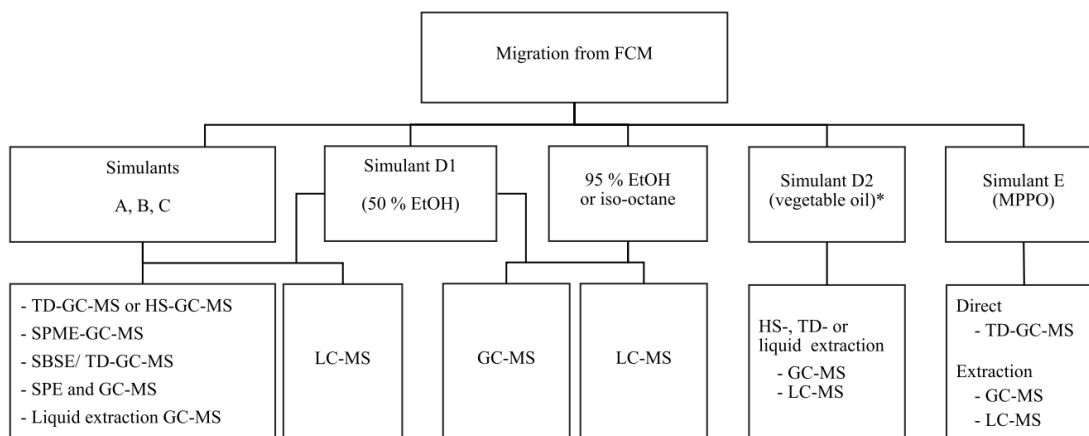 Migration from FCM
Simulants
A, B, C
Simulant D1
(50 % EtOH)
95 % EtOH
or iso-octane
Simulant D2
(vegetable oil)*
Simulant E
(MPPO)
- TD-GC-MS or HS-GC-MS
- SPME-GC-MS
- SBSE/ TD-GC-MS
- SPE and GC-MS
- Liquid extraction GC-MS
LC-MS
GC-MS
LC-MS
HS-, TD- or
liquid extraction
- GC-MS
- LC-MS
Direct
- TD-GC-MS
Extraction
- GC-MS
- LC-MS